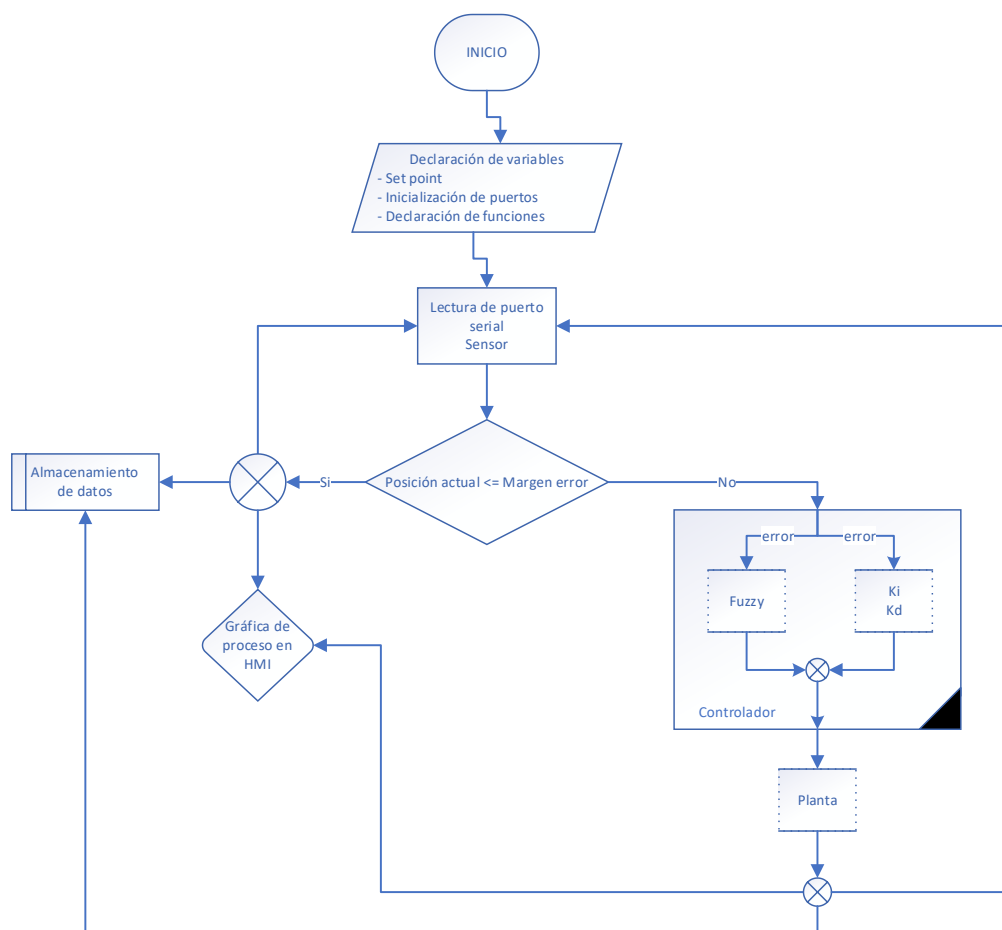 INICIO
Declaración de variables
- Set point
- Inicialización de puertos
- Declaración de funciones
Lectura de puerto
serial
Sensor
Almacenamiento
de datos
Si
Posición actual <= Margen error
No
error
error
Fuzzy
Ki
Kd
Gráfica de
proceso en
HMI
Controlador
Planta